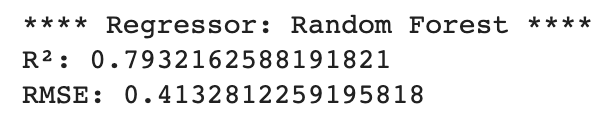 **** Regressor: Random Forest ****
R²: 0.7932162588191821
RMSE: 0.4132812259195818